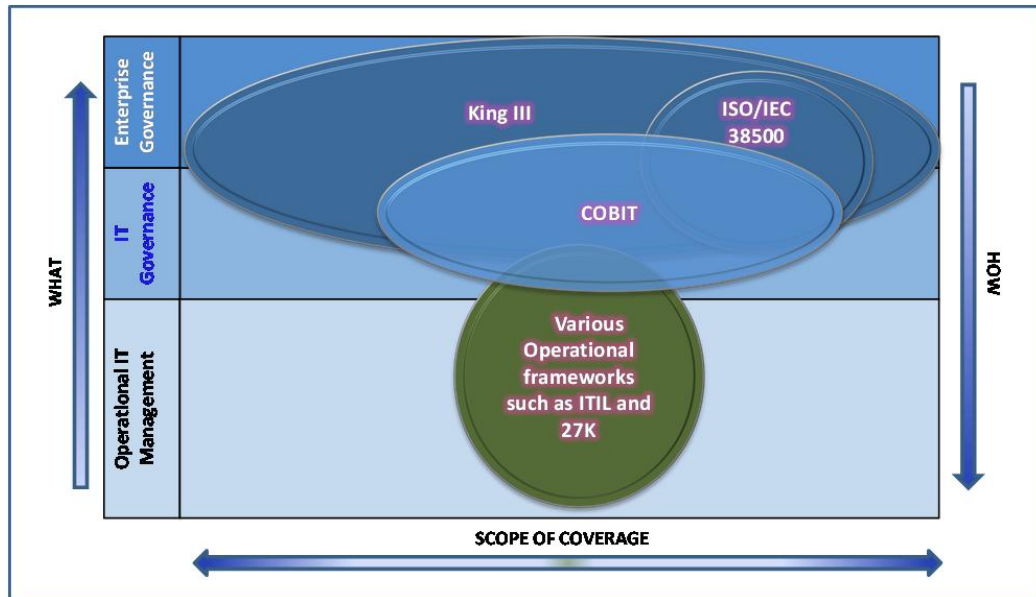 Enterprise
Governance
King III
ISO/IEC
38500
IT
Governance
COBIT
WHAT
HOW
Operational IT
Management
Various
Operational
frameworks
such as ITIL and
27K
SCOPE OF COVERAGE